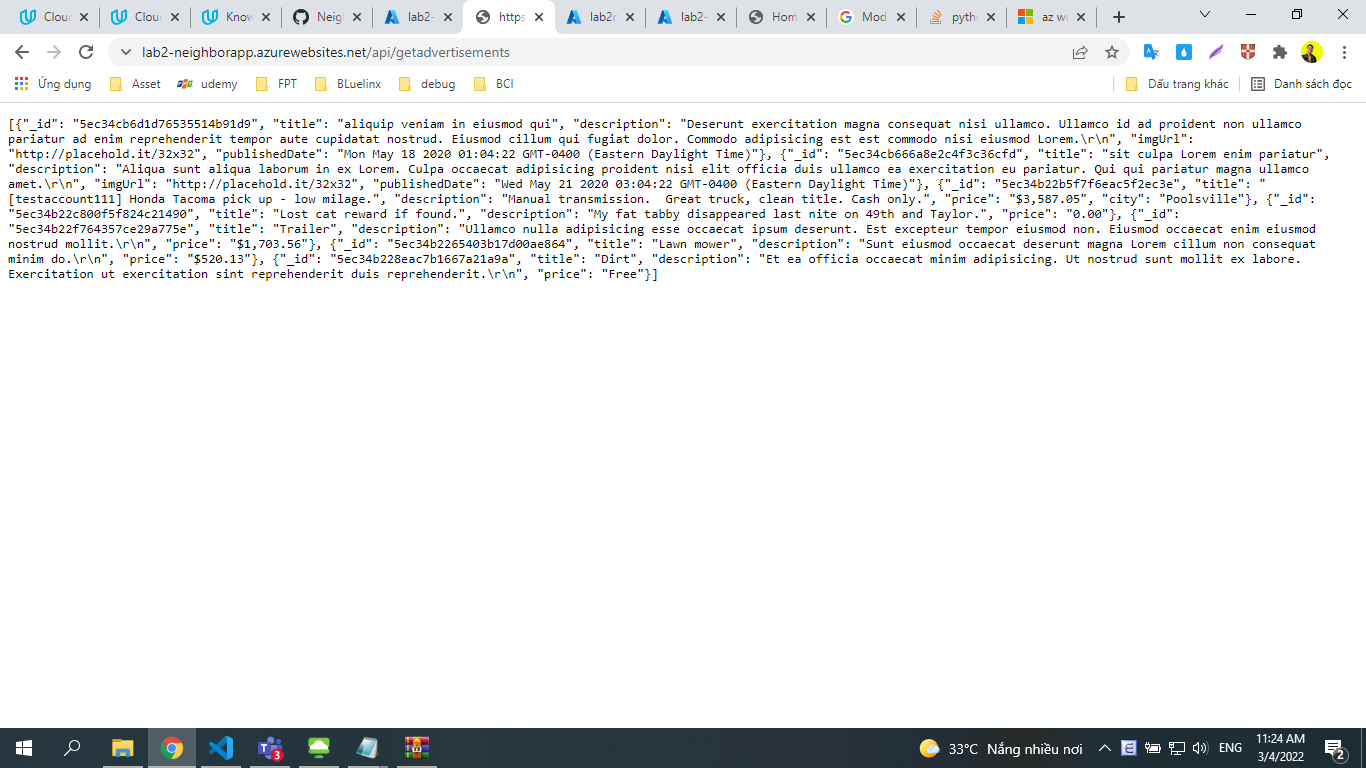 Clou
Clou
Know
Neig
lab2-
https
lab2r
lab2-
Hom
Mod
pyth
az w
lab2-neighborapp.azurewebsites.net/api/getadvertisements
Ứng dụng
Asset
udemy
FPT
BLuelinx
debug
BCI
Dấu trang khác
Danh sách đọc
[{"_id": "5ec34cb6d1d76535514b91d9", "title": "aliquip veniam in eiusmod qui", "description": "Deserunt exercitation magna consequat nisi ullamco. Ullamco id ad proident non ullamco
pariatur ad enim reprehenderit tempor aute cupidatat nostrud. Eiusmod cillum qui fugiat dolor. Commodo adipisicing est est commodo nisi eiusmod Lorem.\r\n", "imgUrl":
"http://placehold.it/32x32", "publishedDate": "Mon May 18 2020 01:04:22 GMT-0400 (Eastern Daylight Time)"}, {"_id": "5ec34cb666a8e2c4f3c36cfd", "title": "sit culpa Lorem enim pariatur",
"description": "Aliqua sunt aliqua laborum in ex Lorem. Culpa occaecat adipisicing proident nisi elit officia duis ullamco ea exercitation eu pariatur. Qui qui pariatur magna ullamco
amet.\r\n", "imgUrl": "http://placehold.it/32x32", "publishedDate": "Wed May 21 2020 03:04:22 GMT-0400 (Eastern Daylight Time)"}, {"_id": "5ec34b22b5f7f6eac5f2ec3e", "title": "
[testaccount111] Honda Tacoma pick up - low milage.", "description": "Manual transmission.  Great truck, clean title. Cash only.", "price": "$3,587.05", "city": "Poolsville"}, {"_id":
"5ec34b22c800f5f824c21490", "title": "Lost cat reward if found.", "description": "My fat tabby disappeared last nite on 49th and Taylor.", "price": "0.00"}, {"_id":
"5ec34b22f764357ce29a775e", "title": "Trailer", "description": "Ullamco nulla adipisicing esse occaecat ipsum deserunt. Est excepteur tempor eiusmod non. Eiusmod occaecat enim eiusmod
nostrud mollit.\r\n", "price": "$1,703.56"}, {"_id": "5ec34b2265403b17d00ae864", "title": "Lawn mower", "description": "Sunt eiusmod occaecat deserunt magna Lorem cillum non consequat
minim do.\r\n", "price": "$520.13"}, {"_id": "5ec34b228eac7b1667a21a9a", "title": "Dirt", "description": "Et ea officia occaecat minim adipisicing. Ut nostrud sunt mollit ex labore.
Exercitation ut exercitation sint reprehenderit duis reprehenderit.\r\n", "price": "Free"}]
3
33°C Nắng nhiều nơi
ENG
11:24 AM
3/4/2022
2